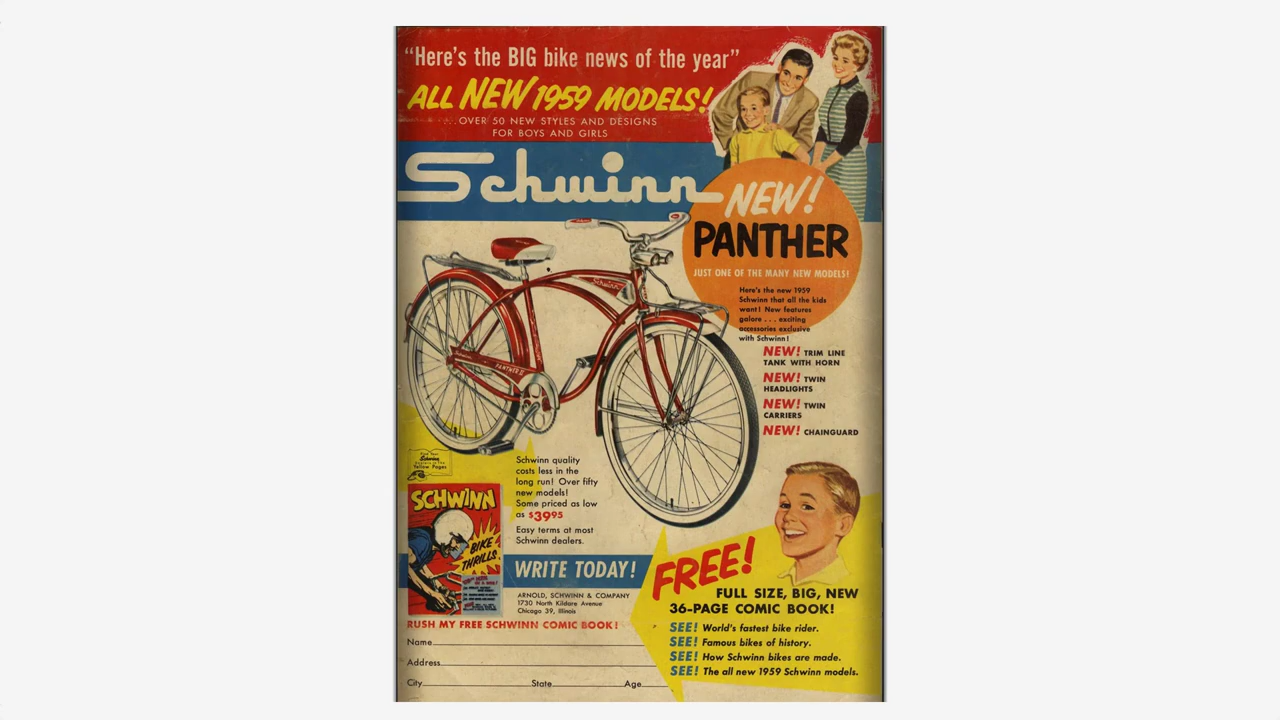 "Here's the BIG bike news of the year"
ALL NEW 1959 MODELS!
...OVER 50 NEW STYLES AND DESIGNS
FOR BOYS AND GIRLS
Schwinn
NEW!
PANTHER
JUST ONE OF THE MANY NEW MODELS!
Here's the new 1959
Schwinn that all the kids
want! New features
galore . . . exciting
accessories exclusive
with Schwinn!
NEW! TRIM LINE
TANK WITH HORN
NEW! TWIN
HEADLIGHTS
NEW! TWIN
CARRIERS
NEW! CHAINGUARD
Schwinn
PANTHER II
Schwinn
Yellow Pages
SCHWINN
BIKE
THRILLS
Schwinn quality
costs less in the
long run! Over fifty
new models!
Some priced as low
as $3995
Easy terms at most
Schwinn dealers.
WRITE TODAY!
ARNOLD, SCHWINN & COMPANY
1730 North Kildare Avenue
Chicago 39, Illinois
RUSH MY FREE SCHWINN COMIC BOOK!
Name
Address
City State Age
FREE!
FULL SIZE, BIG, NEW
36-PAGE COMIC BOOK!
SEE! World's fastest bike rider.
SEE! Famous bikes of history.
SEE! How Schwinn bikes are made.
SEE! The all new 1959 Schwinn models.